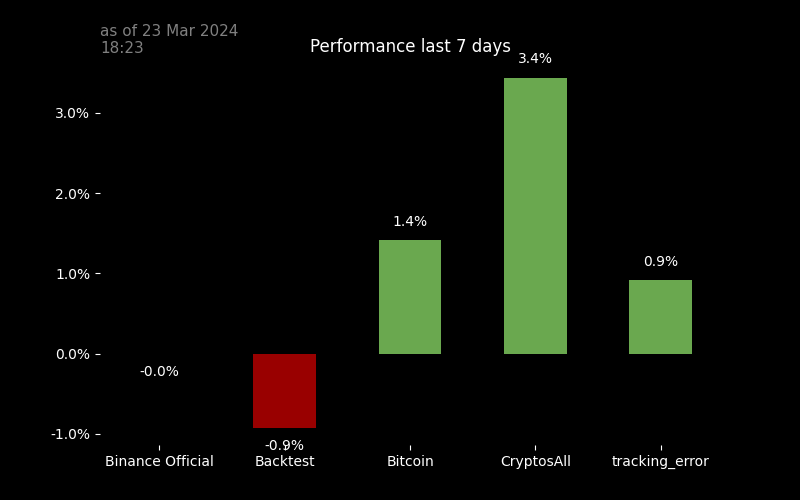 as of 23 Mar 2024
18:23
Performance last 7 days
3.4%
3.0%
2.0%
1.4%
1.0%
0.9%
0.0%
-0.0%
-1.0%
-0.9%
Binance Official
Backtest
Bitcoin
CryptosAll
tracking_error